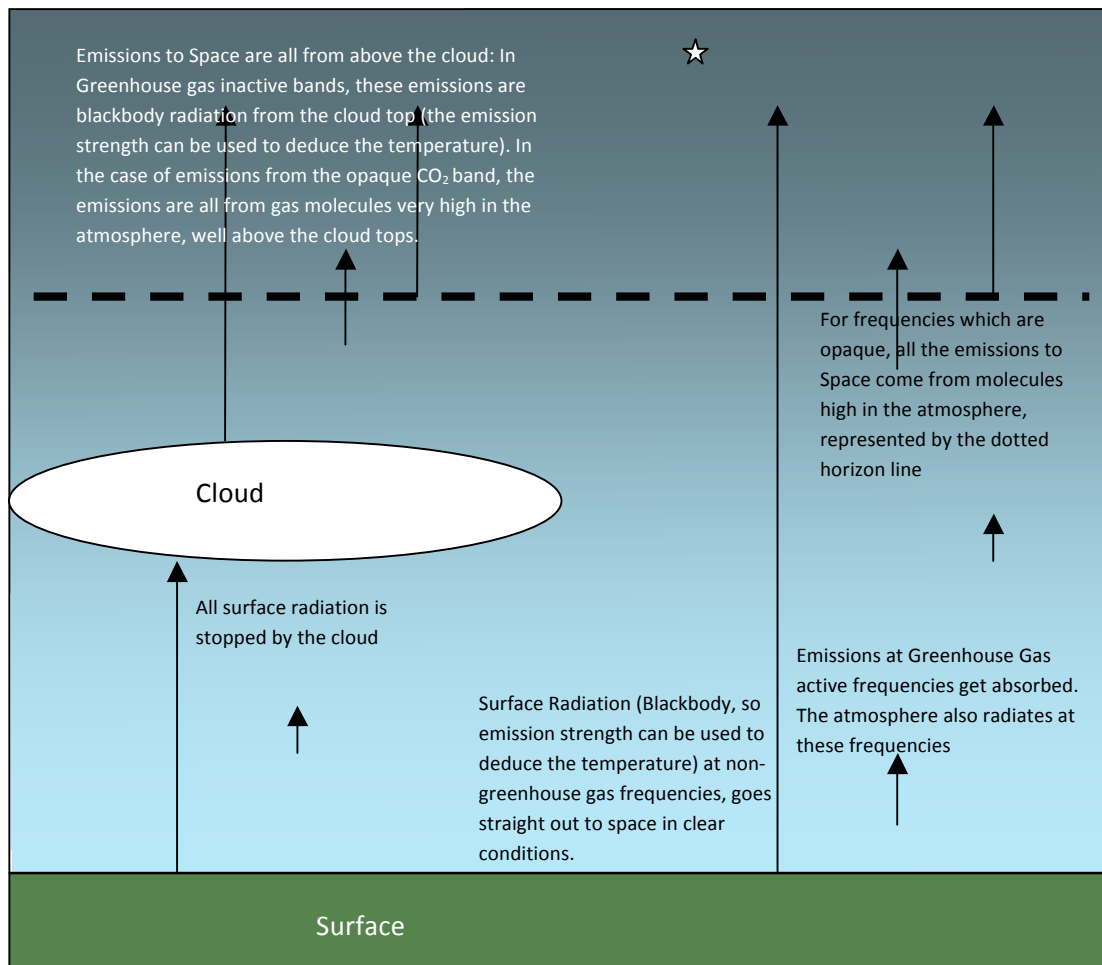 Emissions to Space are all from above the cloud: In
Greenhouse gas inactive bands, these emissions are
blackbody radiation from the cloud top (the emission
strength can be used to deduce the temperature). In
the case of emissions from the opaque CO₂ band, the
emissions are all from gas molecules very high in the
atmosphere, well above the cloud tops.
For frequencies which are
opaque, all the emissions to
Space come from molecules
high in the atmosphere,
represented by the dotted
horizon line
Cloud
All surface radiation is
stopped by the cloud
Emissions at Greenhouse Gas
active frequencies get absorbed.
The atmosphere also radiates at
these frequencies
Surface Radiation (Blackbody, so
emission strength can be used to
deduce the temperature) at non-
greenhouse gas frequencies, goes
straight out to space in clear
conditions.
Surface